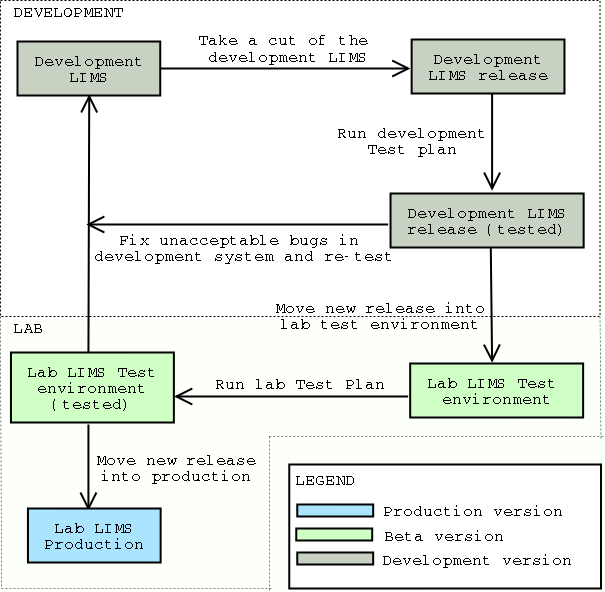 DEVELOPMENT
Development
LIMS
Take a cut of the
development LIMS
Development
LIMS release
Run development
Test plan
Development LIMS
release (tested)
Fix unacceptable bugs in
development system and re-test
Move new release into
lab test environment
LAB
Lab LIMS Test
environment
(tested)
Run lab Test Plan
Lab LIMS Test
environment
Move new release
into production
Lab LIMS
Production
LEGEND
Production version
Beta version
Development version